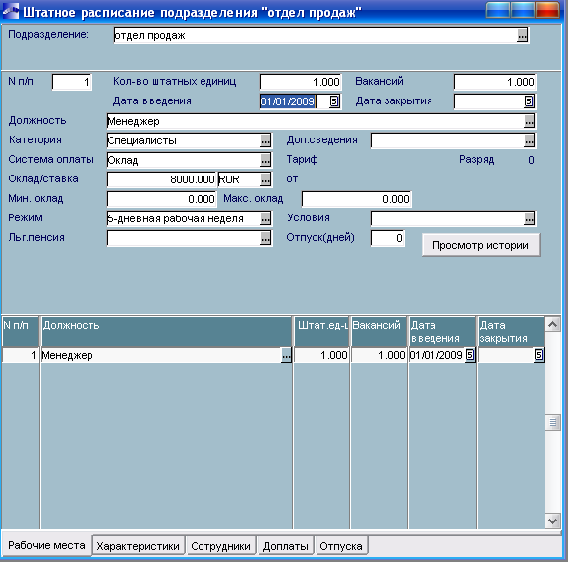 Штатное расписание подразделения "отдел продаж"
Подразделение: отдел продаж ...
N п/п 1 Кол-во штатных единиц 1.000 Вакансий 1.000
Дата введения 01/01/2009 5 Дата закрытия 5
Должность Менеджер ...
Категория Специалисты ... Доп.сведения ...
Система оплаты Оклад ... Тариф Разряд 0
Оклад/ставка 8000.000 RUR ... от
Мин. оклад 0.000 Макс. оклад 0.000
Режим 5-дневная рабочая неделя ... Условия ...
Льг.пенсия ... Отпуск(дней) 0 Просмотр истории
N п/п Должность Штат.ед-ц Вакансий Дата введения Дата закрытия
1 Менеджер ... 1.000 1.000 01/01/2009 5 5
Рабочие места Характеристики Сотрудники Доплаты Отпуска